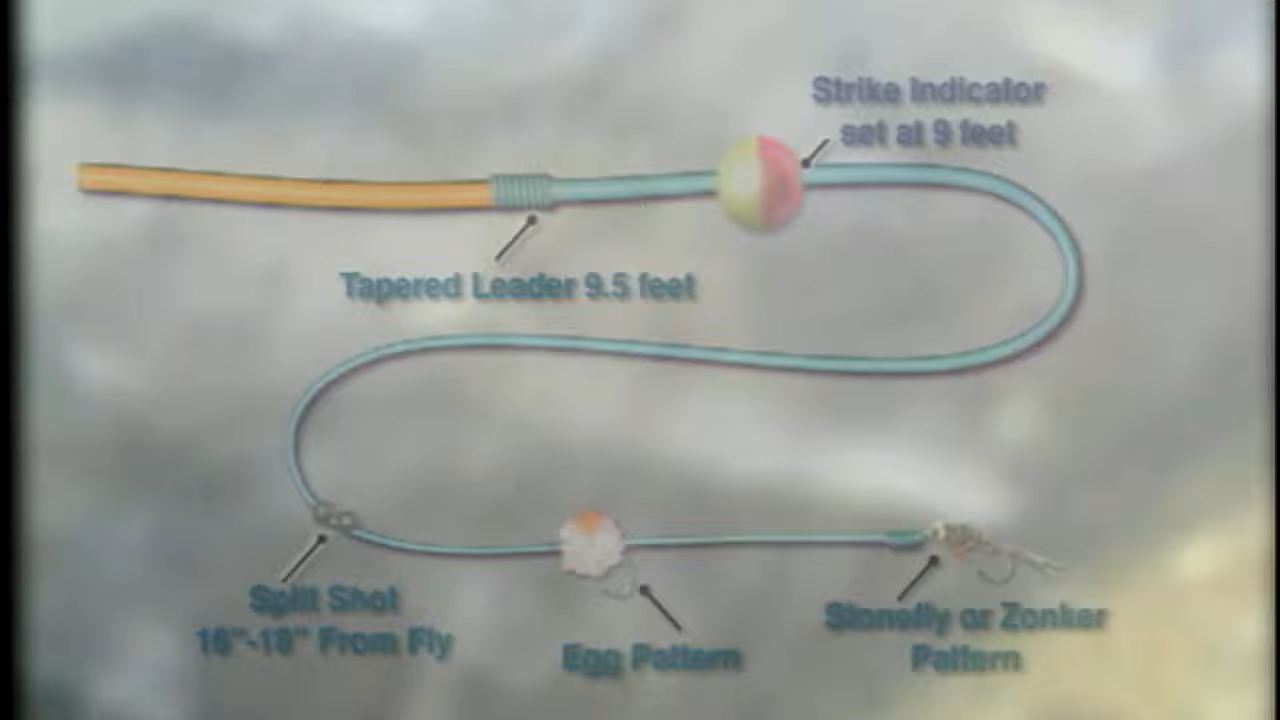 Strike Indicator
set at 9 feet
Tapered Leader 9.5 feet
Split Shot
16"-18" From Fly
Egg Pattern
Stonefly or Zonker
Pattern